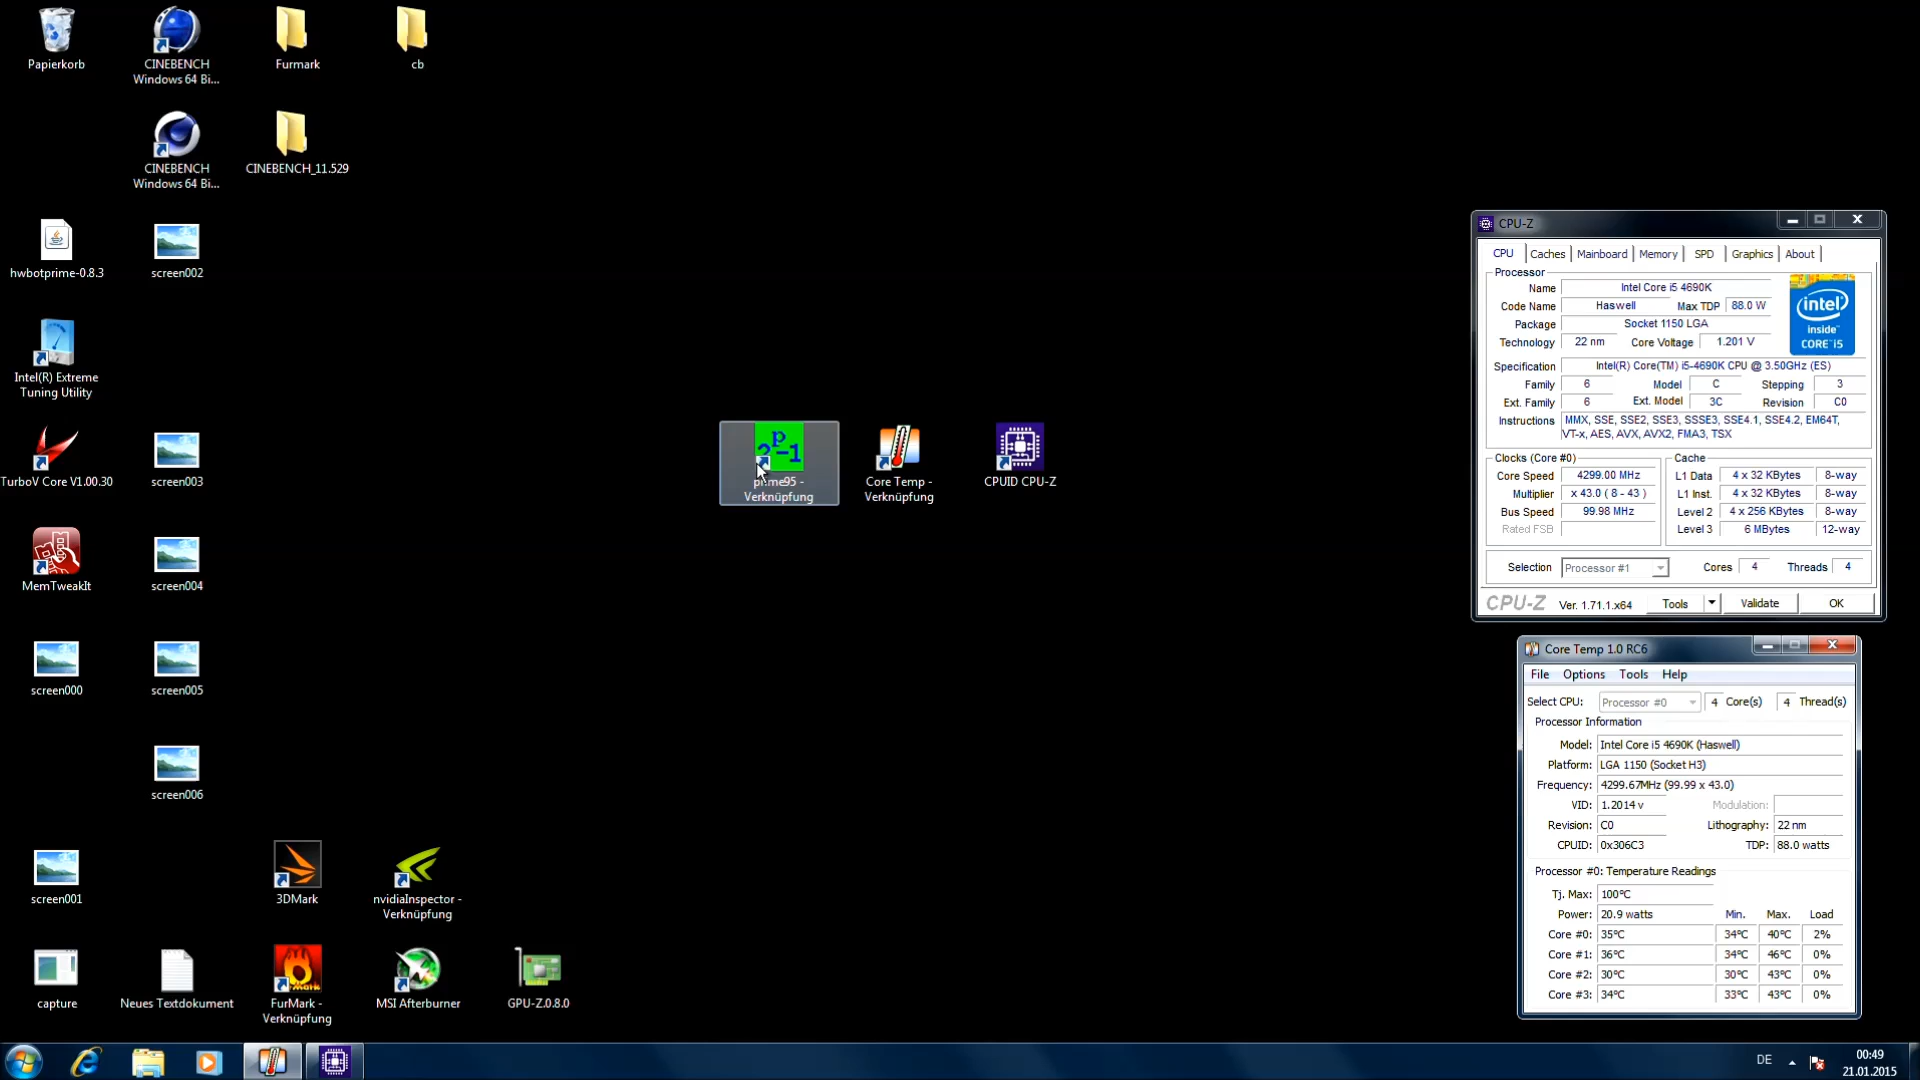 Papierkorb
CINEBENCH
Windows 64 Bi...
Furmark
cb
CINEBENCH
Windows 64 Bi...
CINEBENCH_11.529
hwbotprime-0.8.3
screen002
Intel(R) Extreme
Tuning Utility
TurboV Core V1.00.30
screen003
MemTweakIt
screen004
screen000
screen005
screen006
screen001
3DMark
nvidiaInspector -
Verknüpfung
capture
Neues Textdokument
FurMark -
Verknüpfung
MSI Afterburner
GPU-Z.0.8.0
2^p-1
prime95 -
Verknüpfung
Core Temp -
Verknüpfung
CPUID CPU-Z
CPU-Z
CPU Caches Mainboard Memory SPD Graphics About
Processor
Name Intel Core i5 4690K
Code Name Haswell Max TDP 88.0 W
Package Socket 1150 LGA
Technology 22 nm Core Voltage 1.201 V
intel
inside™
CORE™ i5
Specification Intel(R) Core(TM) i5-4690K CPU @ 3.50GHz (ES)
Family 6 Model C Stepping 3
Ext. Family 6 Ext. Model 3C Revision C0
Instructions MMX, SSE, SSE2, SSE3, SSSE3, SSE4.1, SSE4.2, EM64T,
VT-x, AES, AVX, AVX2, FMA3, TSX
Clocks (Core #0)
Core Speed 4299.00 MHz
Multiplier x 43.0 ( 8 - 43 )
Bus Speed 99.98 MHz
Rated FSB
Cache
L1 Data 4 x 32 KBytes 8-way
L1 Inst. 4 x 32 KBytes 8-way
Level 2 4 x 256 KBytes 8-way
Level 3 6 MBytes 12-way
Selection Processor #1 Cores 4 Threads 4
CPU-Z Ver. 1.71.1.x64 Tools Validate OK
Core Temp 1.0 RC6
File Options Tools Help
Select CPU: Processor #0 4 Core(s) 4 Thread(s)
Processor Information
Model: Intel Core i5 4690K (Haswell)
Platform: LGA 1150 (Socket H3)
Frequency: 4299.67MHz (99.99 x 43.0)
VID: 1.2014 v Modulation:
Revision: C0 Lithography: 22 nm
CPUID: 0x306C3 TDP: 88.0 watts
Processor #0: Temperature Readings
Tj. Max: 100°C
Power: 20.9 watts Min. Max. Load
Core #0: 35°C 34°C 40°C 2%
Core #1: 36°C 34°C 46°C 0%
Core #2: 30°C 30°C 43°C 0%
Core #3: 34°C 33°C 43°C 0%
DE
00:49
21.01.2015